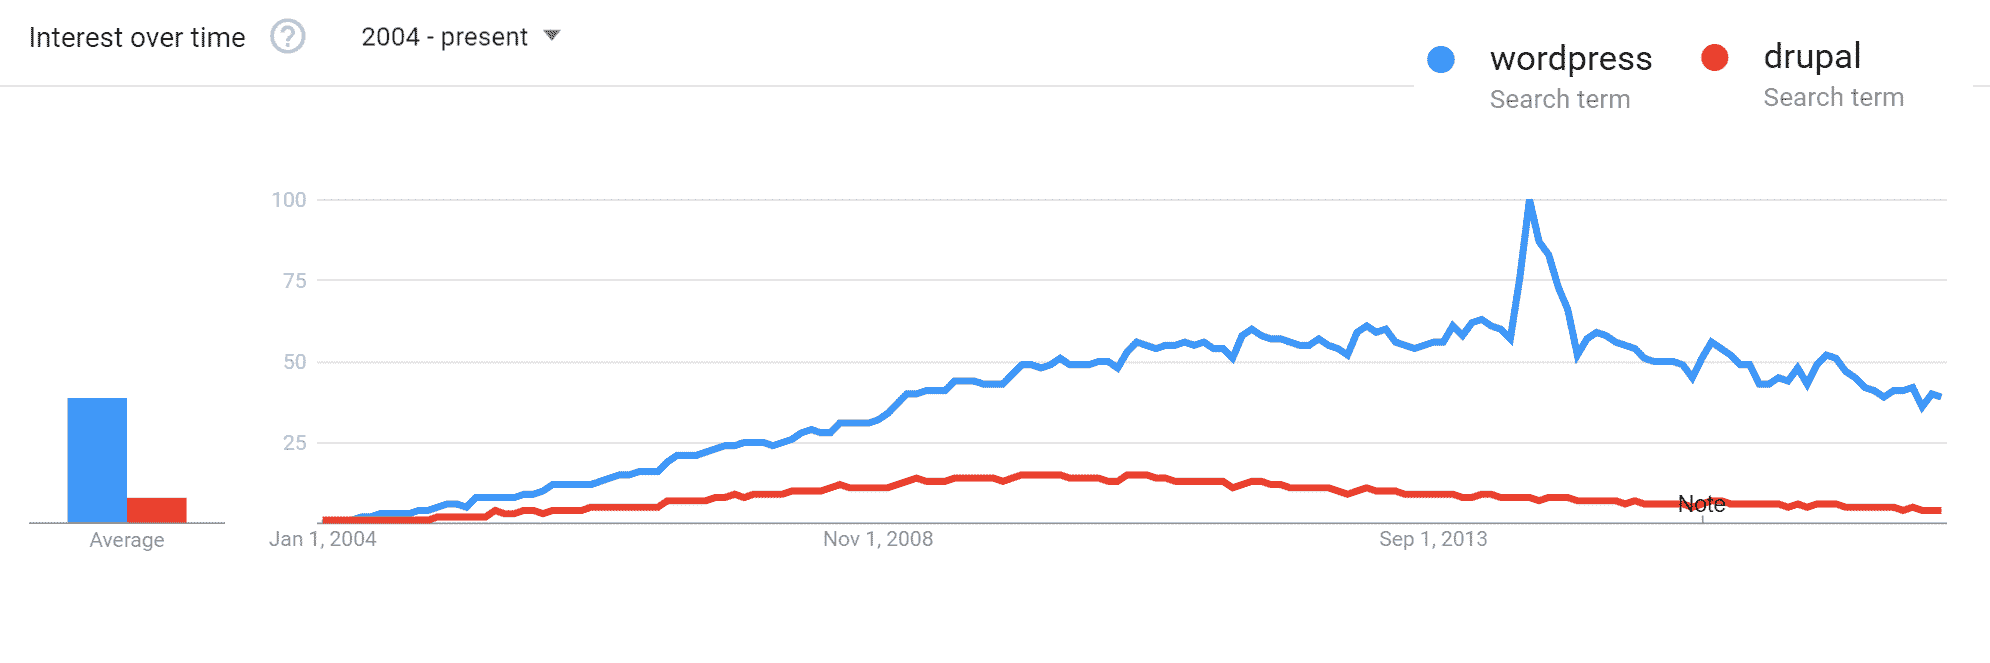 Interest over time ? 2004 - present
wordpress
Search term
drupal
Search term
100
75
50
25
Note
Average
Jan 1, 2004
Nov 1, 2008
Sep 1, 2013